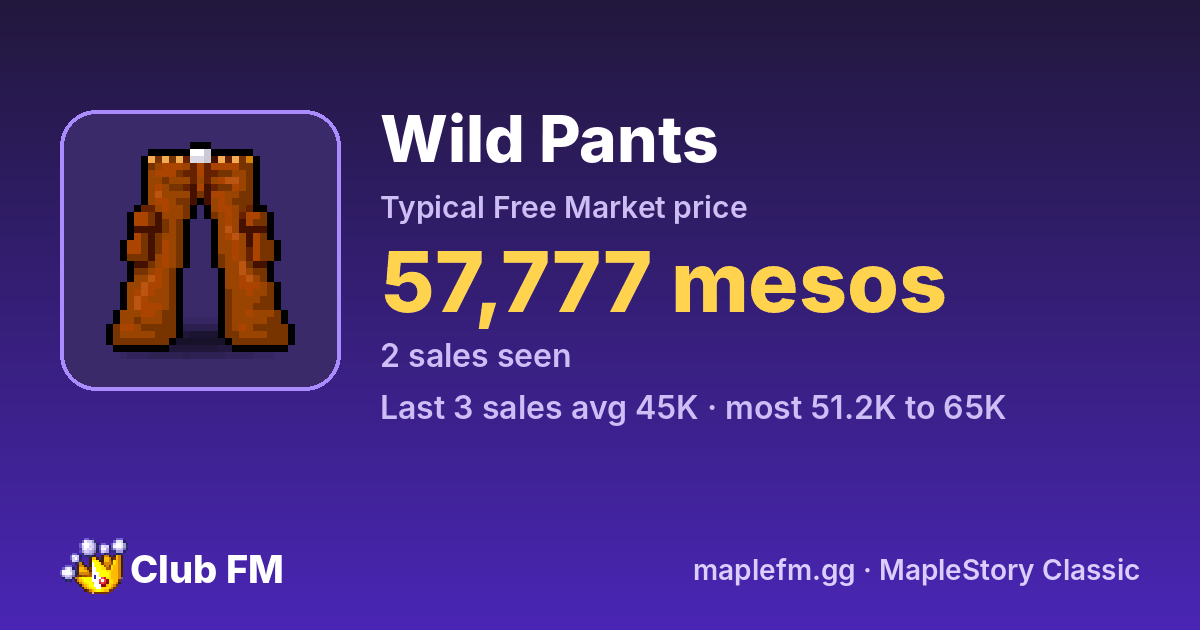 Wild Pants
Typical Free Market price
57,777 mesos
2 sales seen
Last 3 sales avg 45K · most 51.2K to 65K
Club FM
maplefm.gg · MapleStory Classic